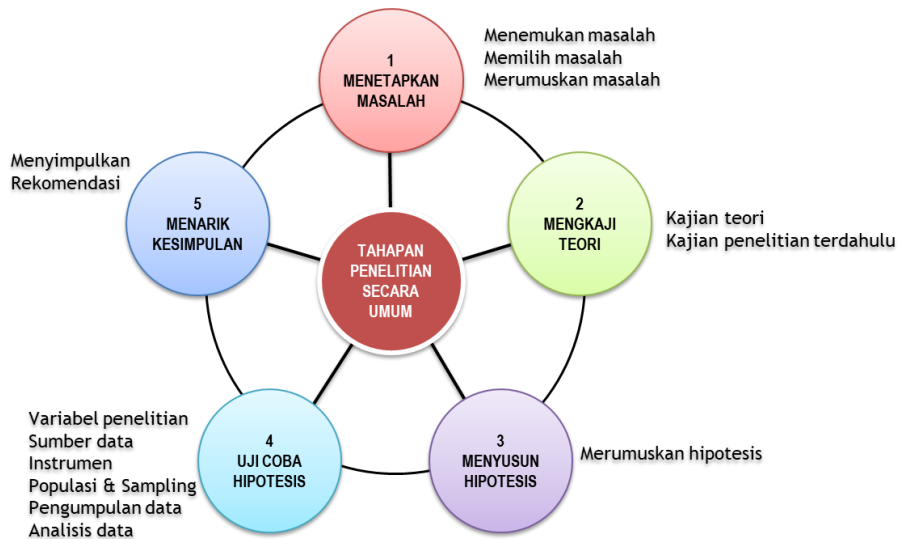 1
MENETAPKAN
MASALAH
Menemukan masalah
Memilih masalah
Merumuskan masalah
2
MENGKAJI
TEORI
Kajian teori
Kajian penelitian terdahulu
3
MENYUSUN
HIPOTESIS
Merumuskan hipotesis
4
UJI COBA
HIPOTESIS
Variabel penelitian
Sumber data
Instrumen
Populasi & Sampling
Pengumpulan data
Analisis data
5
MENARIK
KESIMPULAN
Menyimpulkan
Rekomendasi
TAHAPAN
PENELITIAN
SECARA
UMUM